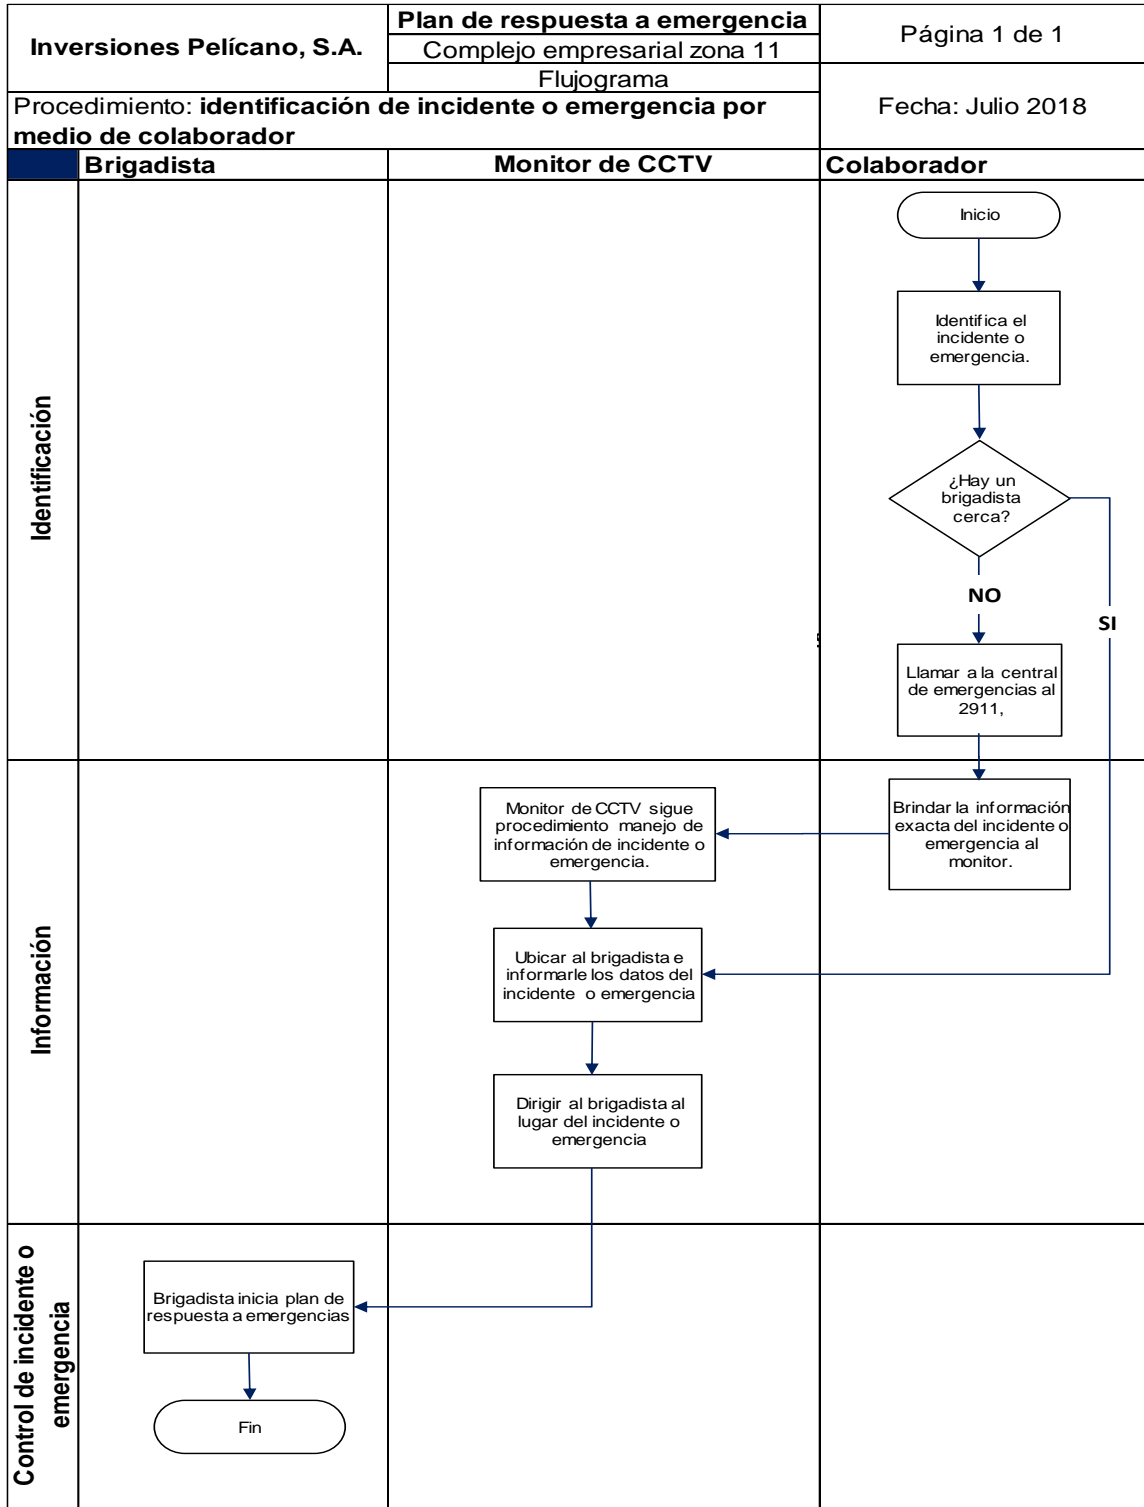 Inversiones Pelícano, S.A.
Plan de respuesta a emergencia
Complejo empresarial zona 11
Flujograma
Página 1 de 1
Procedimiento: identificación de incidente o emergencia por
medio de colaborador
Fecha: Julio 2018
Brigadista
Monitor de CCTV
Colaborador
Identificación
Inicio
Identifica el
incidente o
emergencia.
¿Hay un
brigadista
cerca?
NO
SI
Llamar a la central
de emergencias al
2911,
Información
Brindar la información
exacta del incidente o
emergencia al
monitor.
Monitor de CCTV sigue
procedimiento manejo de
información de incidente o
emergencia.
Ubicar al brigadista e
informarle los datos del
incidente o emergencia
Dirigir al brigadista al
lugar del incidente o
emergencia
Control de incidente o
emergencia
Brigadista inicia plan de
respuesta a emergencias
Fin